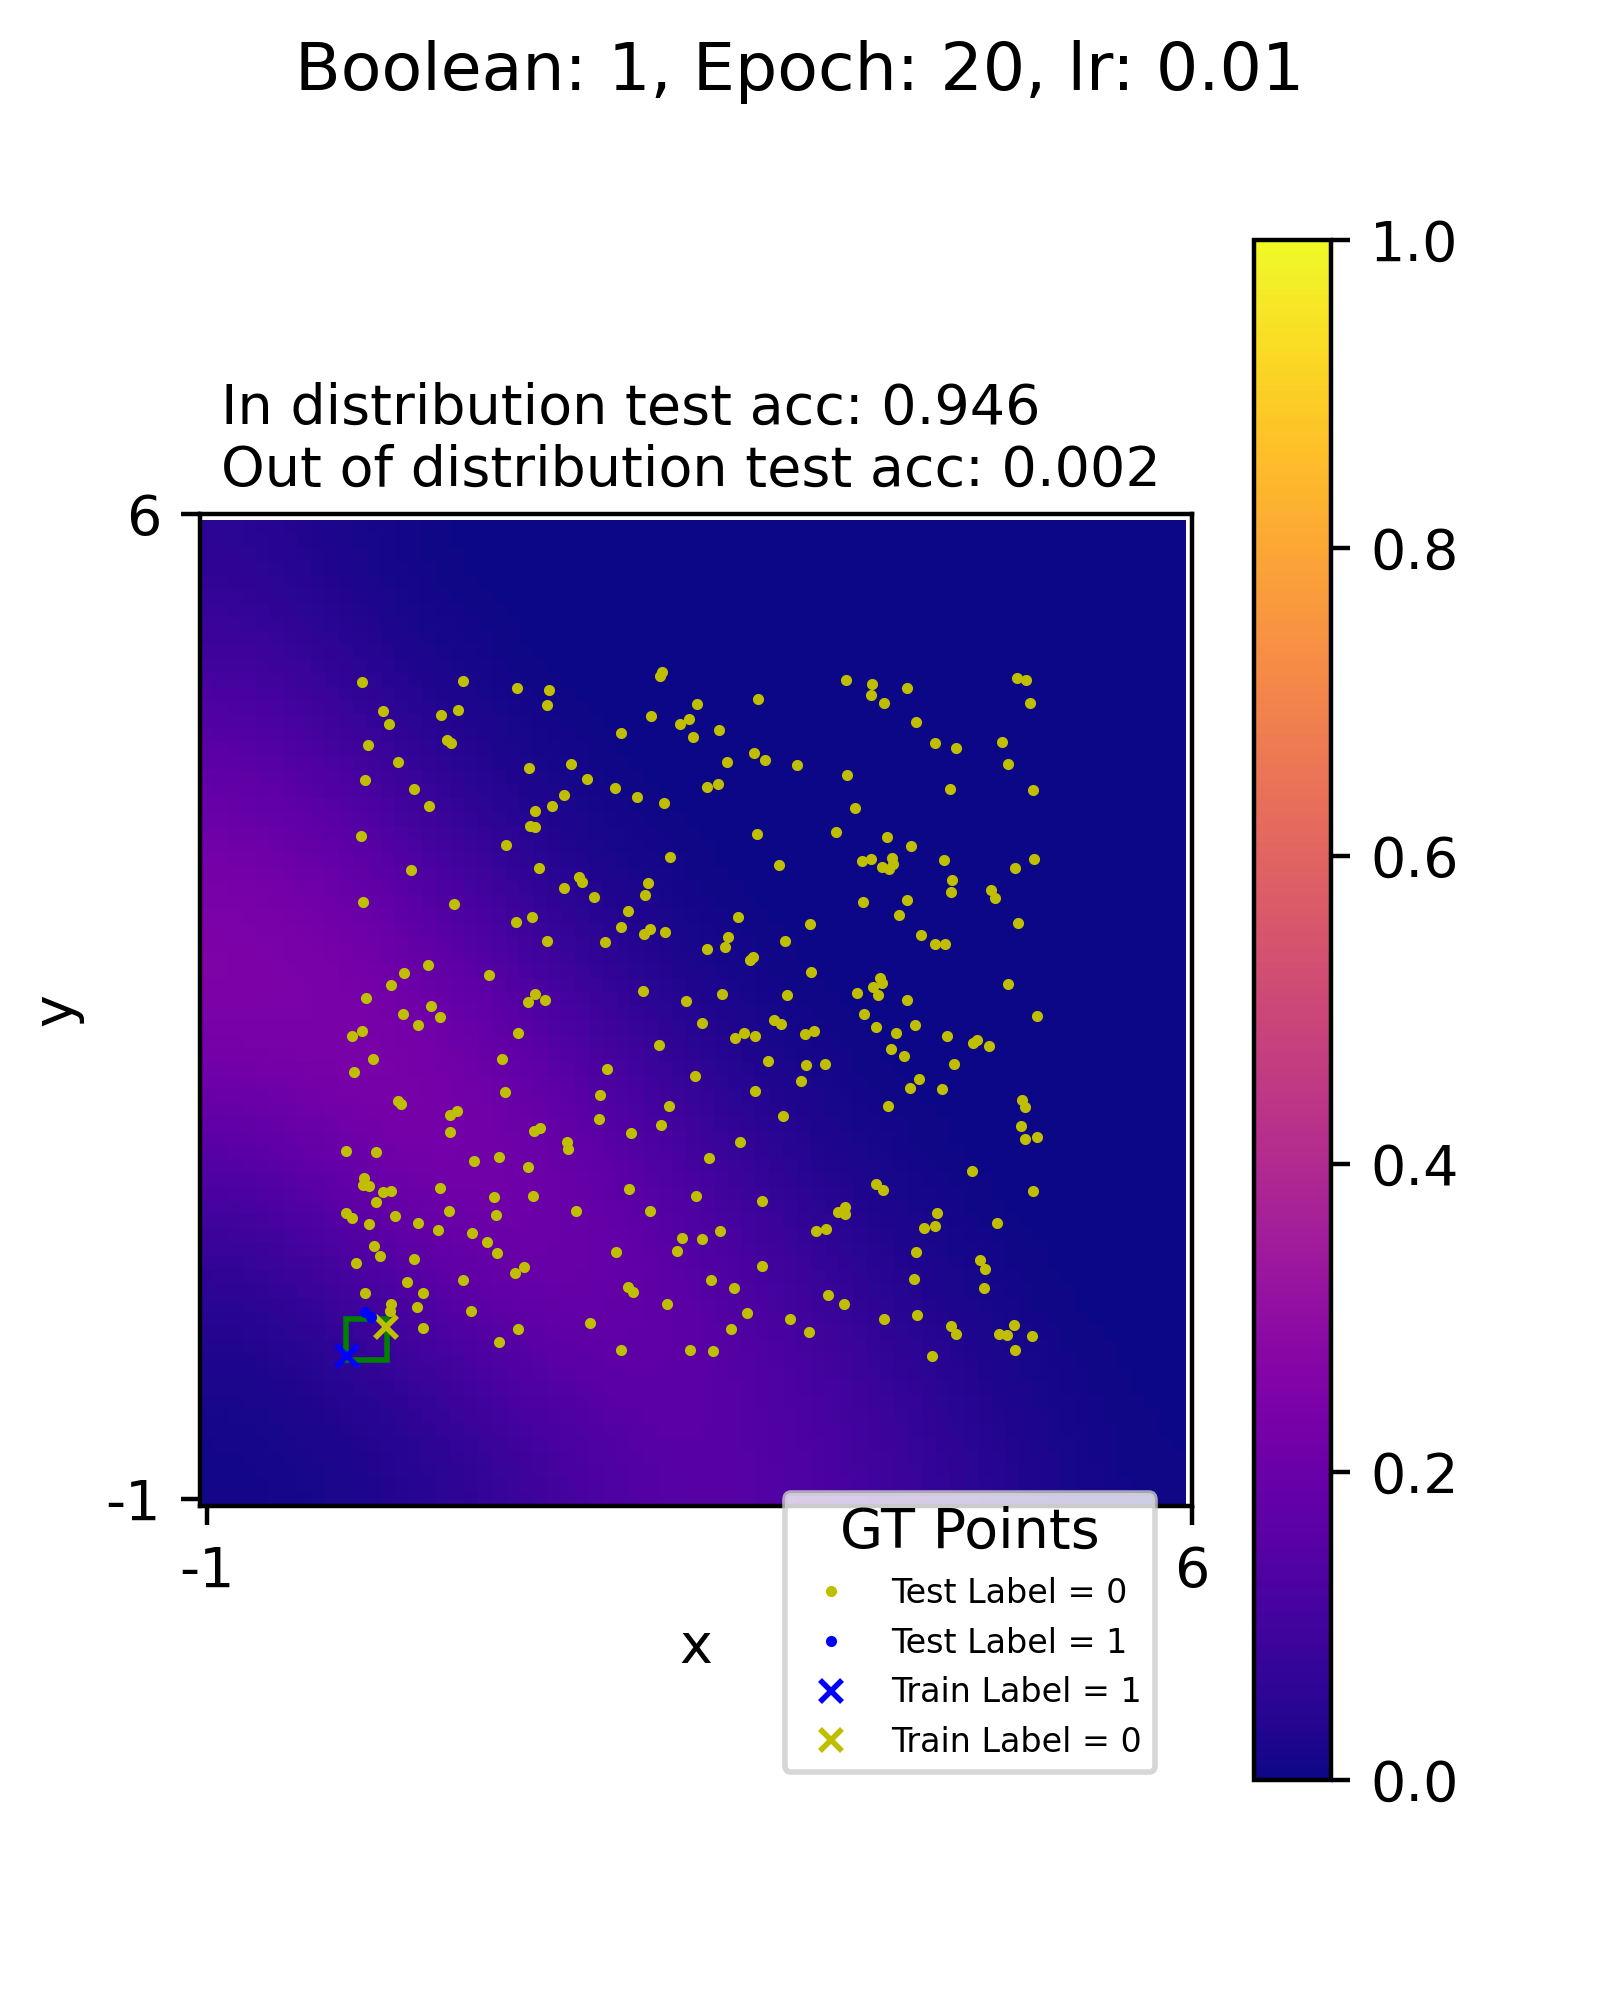 Boolean: 1, Epoch: 20, lr: 0.01
In distribution test acc: 0.946
Out of distribution test acc: 0.002
1.0
0.8
0.6
0.4
0.2
0.0
6
y
-1
-1
6
x
GT Points
Test Label = 0
Test Label = 1
Train Label = 1
Train Label = 0